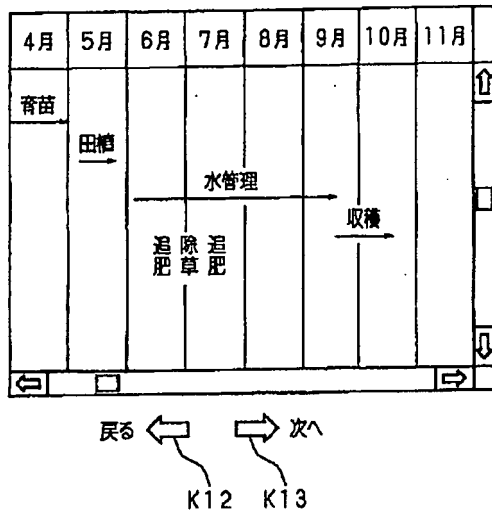 4月 5月 6月 7月 8月 9月 10月 11月
育苗
田植
水管理
収穫
追肥 除草 追肥
戻る 次へ
K12 K13